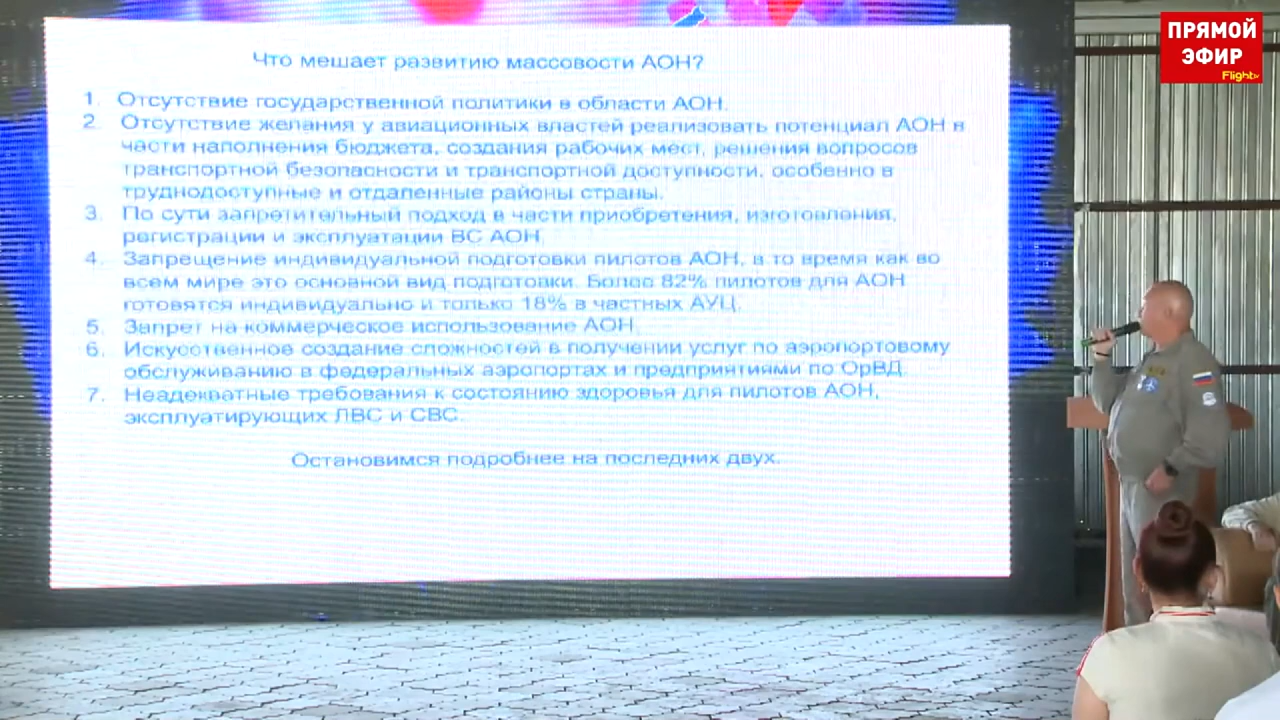 ПРЯМОЙ
ЭФИР
Flighttv
Что мешает развитию массовости АОН?
1. Отсутствие государственной политики в области АОН.
2. Отсутствие желания у авиационных властей реализовать потенциал АОН в
части наполнения бюджета, создания рабочих мест, решения вопросов
транспортной безопасности и транспортной доступности, особенно в
труднодоступные и отдаленные районы страны.
3. По сути запретительный подход в части приобретения, изготовления,
регистрации и эксплуатации ВС АОН.
4. Запрещение индивидуальной подготовки пилотов АОН, в то время как во
всем мире это основной вид подготовки. Более 82% пилотов для АОН
готовятся индивидуально и только 18% в частных АУЦ.
5. Запрет на коммерческое использование АОН.
6. Искусственное создание сложностей в получении услуг по аэропортовому
обслуживанию в федеральных аэропортах и предприятиями по ОрВД.
7. Неадекватные требования к состоянию здоровья для пилотов АОН,
эксплуатирующих ЛВС и СВС.
Остановимся подробнее на последних двух.